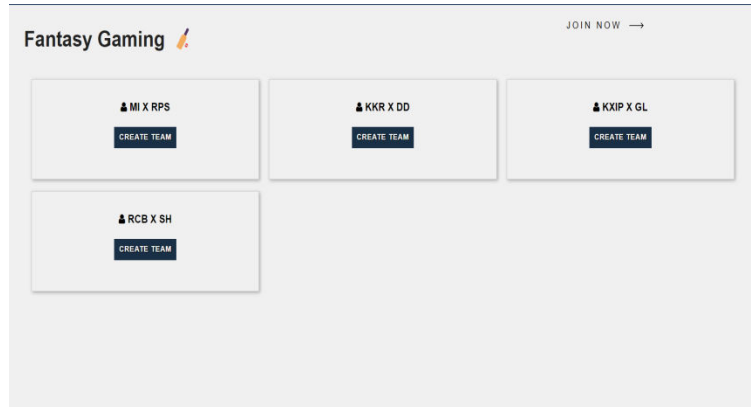 JOIN NOW →
Fantasy Gaming
MI X RPS
CREATE TEAM
KKR X DD
CREATE TEAM
KXIP X GL
CREATE TEAM
RCB X SH
CREATE TEAM